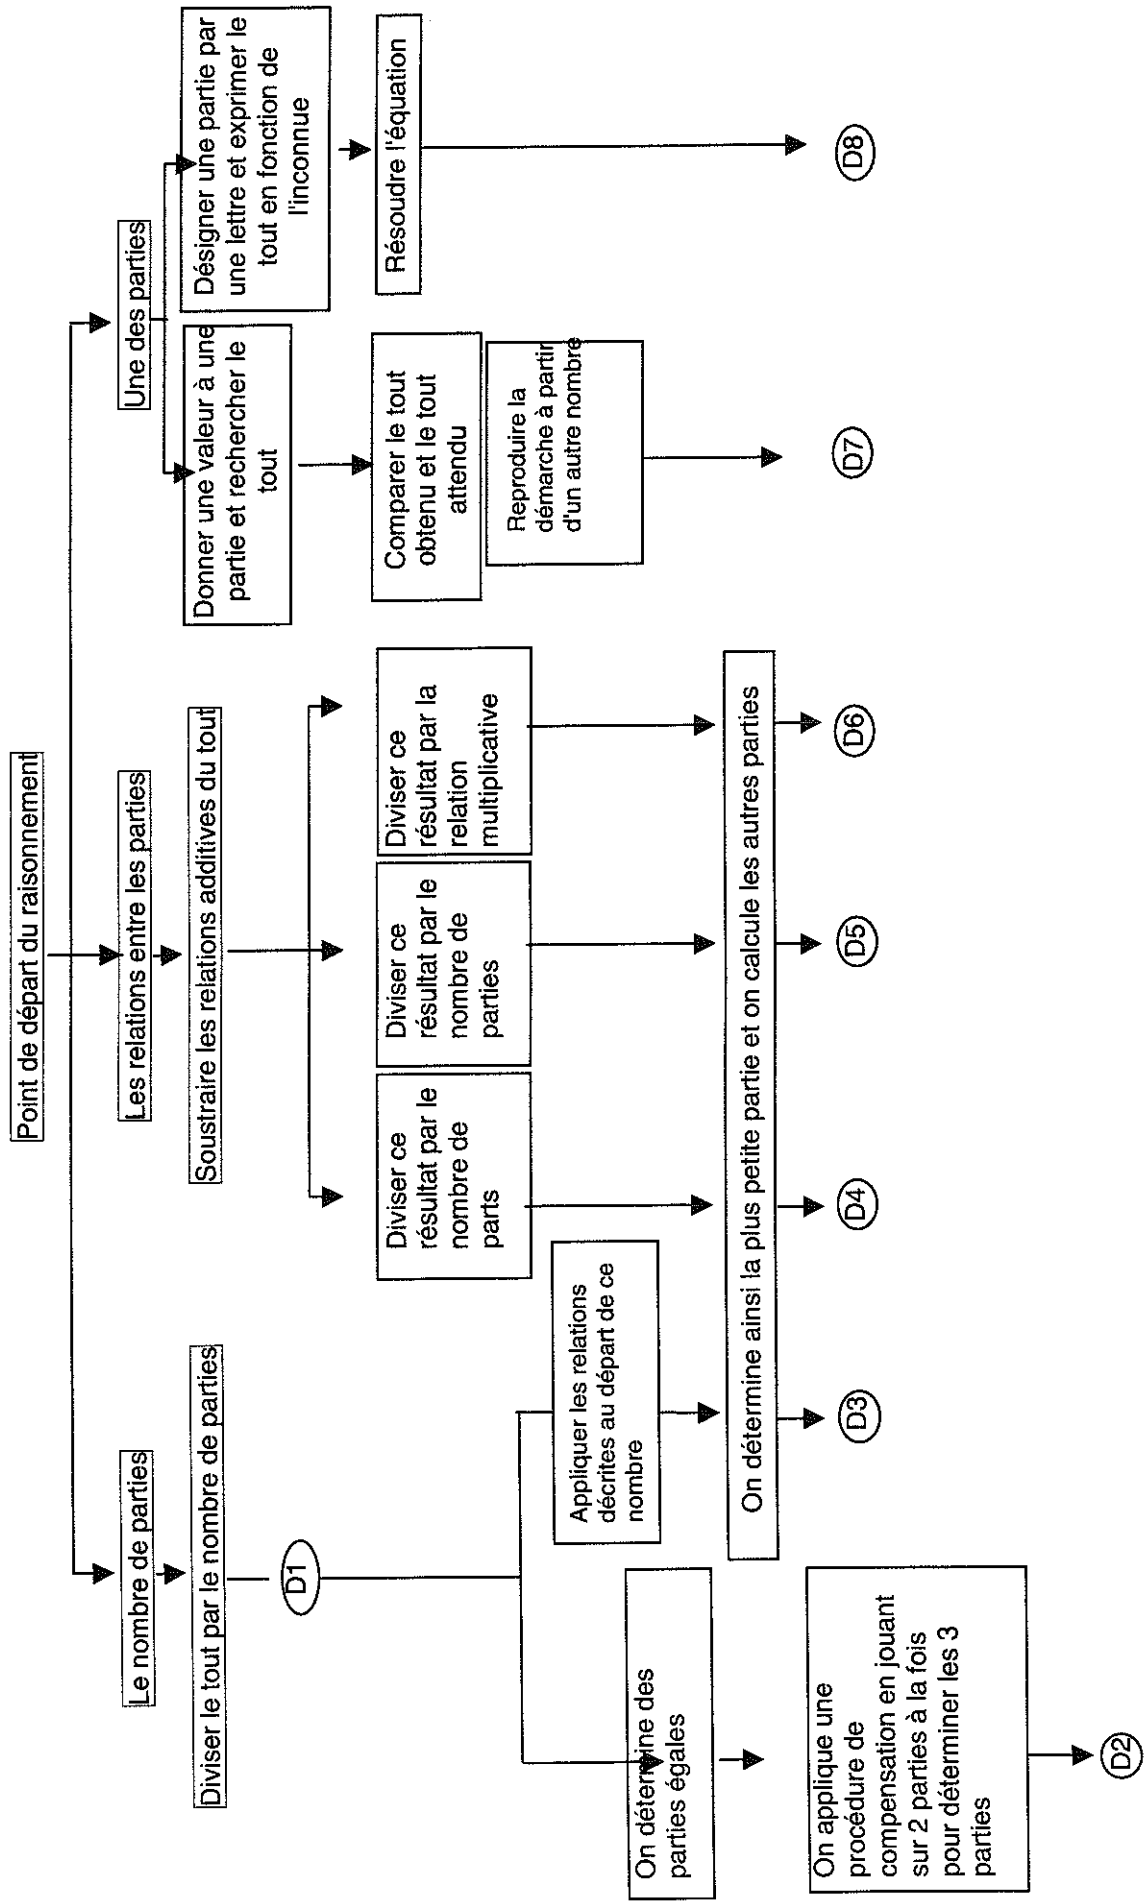 Point de départ du raisonnement
Le nombre de parties
Diviser le tout par le nombre de parties
D1
On détermine des
parties égales
On applique une
procédure de
compensation en jouant
sur 2 parties à la fois
pour déterminer les 3
parties
D2
Appliquer les relations
décrites au départ de ce
nombre
Les relations entre les parties
Soustraire les relations additives du tout
Diviser ce
résultat par le
nombre de
parts
Diviser ce
résultat par le
nombre de
parties
Diviser ce
résultat par la
relation
multiplicative
On détermine ainsi la plus petite partie et on calcule les autres parties
D3
D4
D5
D6
Une des parties
Donner une valeur à une
partie et rechercher le
tout
Comparer le tout
obtenu et le tout
attendu
Reproduire la
démarche à partir
d'un autre nombre
D7
Désigner une partie par
une lettre et exprimer le
tout en fonction de
l'inconnue
Résoudre l'équation
D8